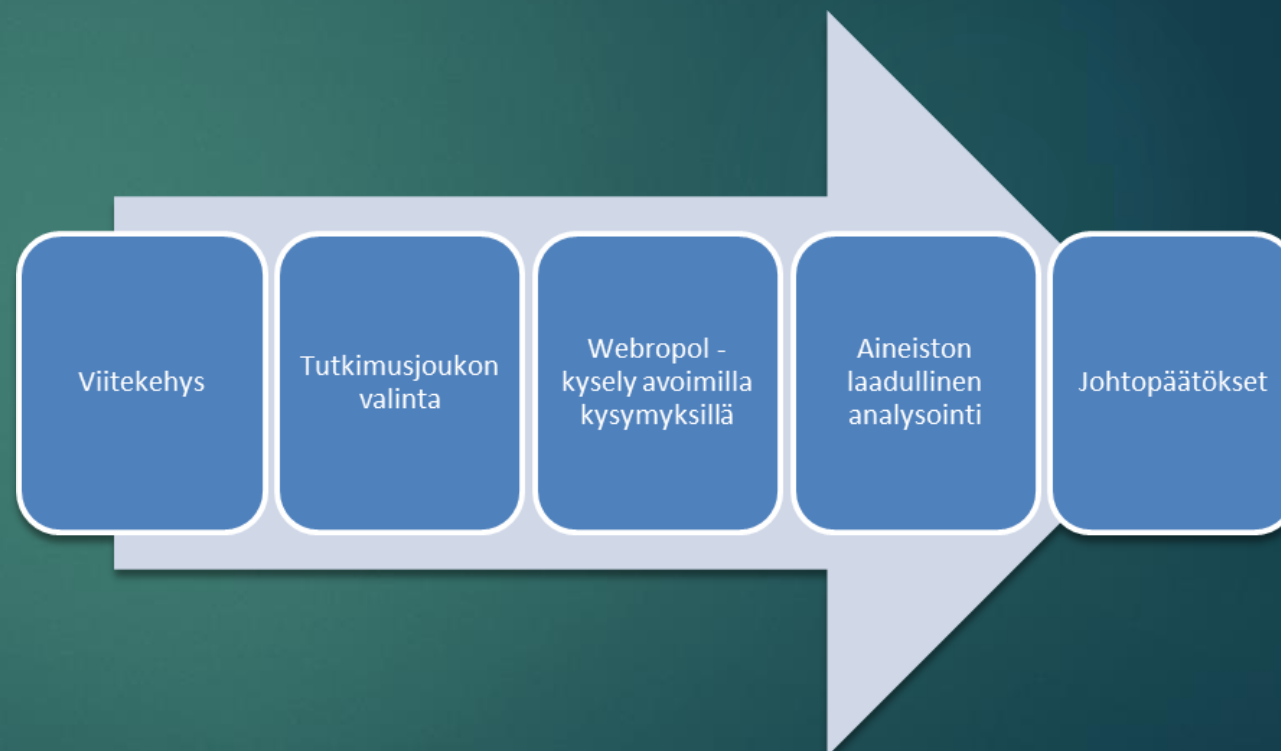 Viitekehys
Tutkimusjoukon
valinta
Webropol -
kysely avoimilla
kysymyksillä
Aineiston
laadullinen
analysointi
Johtopäätökset